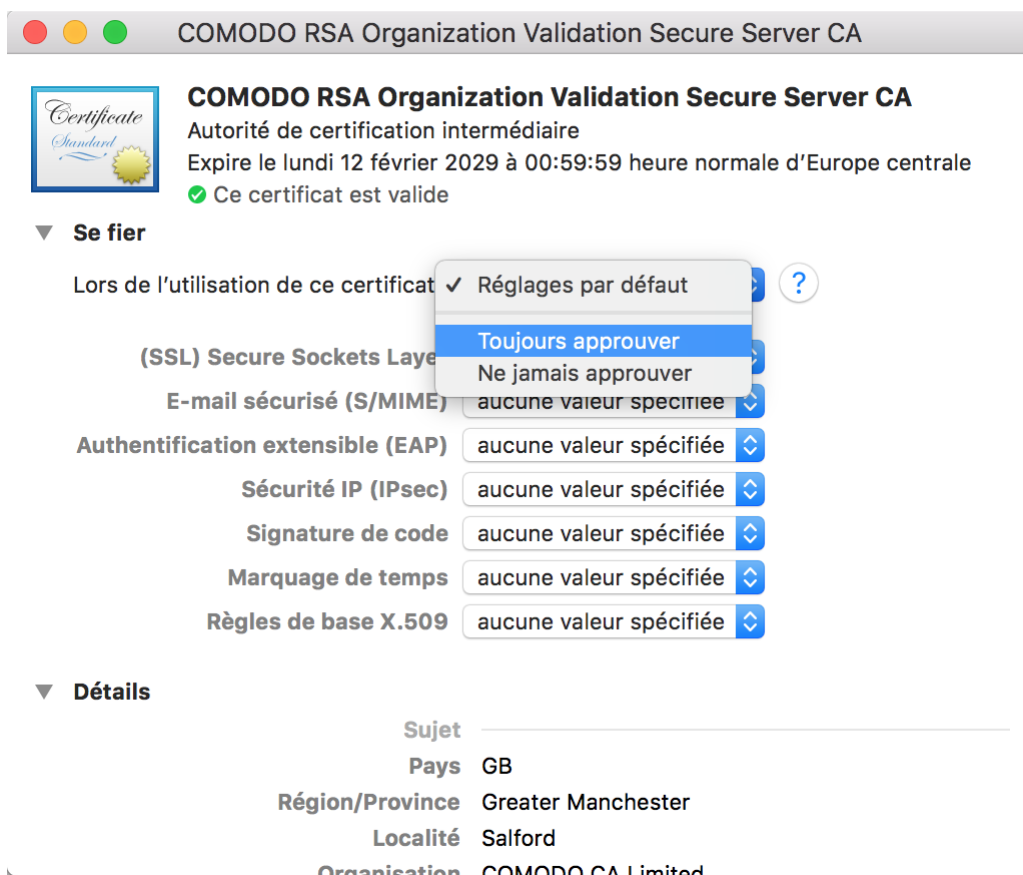 COMODO RSA Organization Validation Secure Server CA
Certificate
Standard
COMODO RSA Organization Validation Secure Server CA
Autorité de certification intermédiaire
Expire le lundi 12 février 2029 à 00:59:59 heure normale d’Europe centrale
Ce certificat est valide
Se fier
Lors de l’utilisation de ce certificat ✓ Réglages par défaut ?
Toujours approuver
(SSL) Secure Sockets Laye
Ne jamais approuver
E-mail sécurisé (S/MIME) aucune valeur spécifiée
Authentification extensible (EAP) aucune valeur spécifiée
Sécurité IP (IPsec) aucune valeur spécifiée
Signature de code aucune valeur spécifiée
Marquage de temps aucune valeur spécifiée
Règles de base X.509 aucune valeur spécifiée
Détails
Sujet
Pays GB
Région/Province Greater Manchester
Localité Salford
Organisation COMODO CA Limited